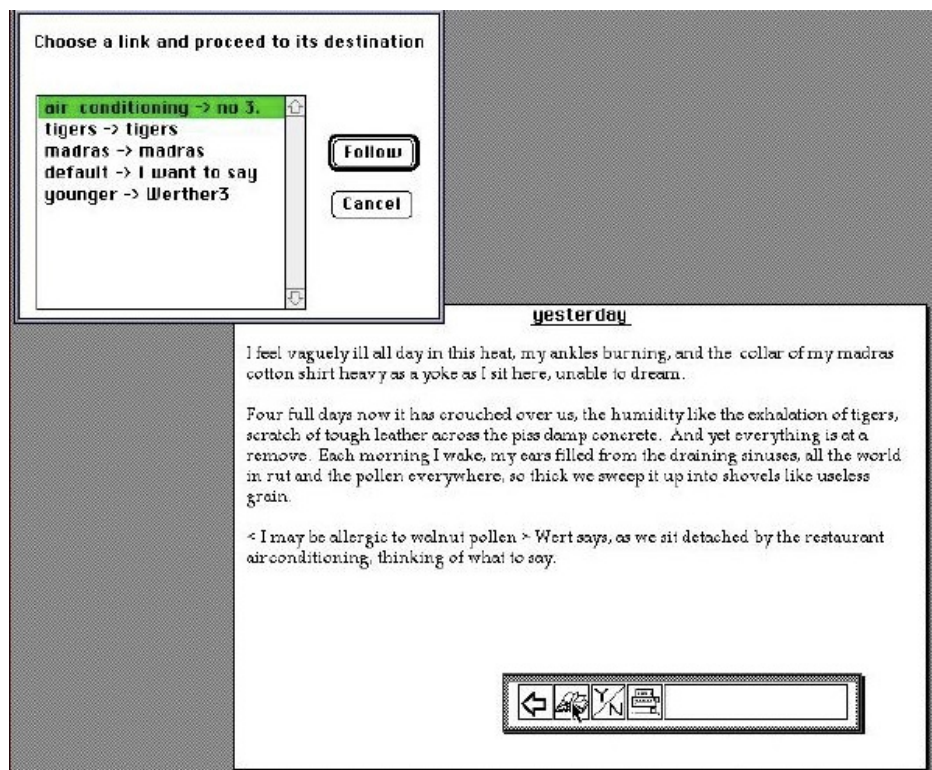 Choose a link and proceed to its destination
air conditioning -> no 3.
tigers -> tigers
madras -> madras
default -> I want to say
younger -> Werther3
Follow
Cancel
yesterday
I feel vaguely ill all day in this heat, my ankles burning, and the collar of my madras
cotton shirt heavy as a yoke as I sit here, unable to dream.
Four full days now it has crouched over us, the humidity like the exhalation of tigers,
scratch of tough leather across the piss damp concrete. And yet everything is at a
remove. Each morning I wake, my ears filled from the draining sinuses, all the world
in rut and the pollen everywhere, so thick we sweep it up into shovels like useless
grain.
< I may be allergic to walnut pollen > Wert says, as we sit detached by the restaurant
airconditioning, thinking of what to say.
Y/N